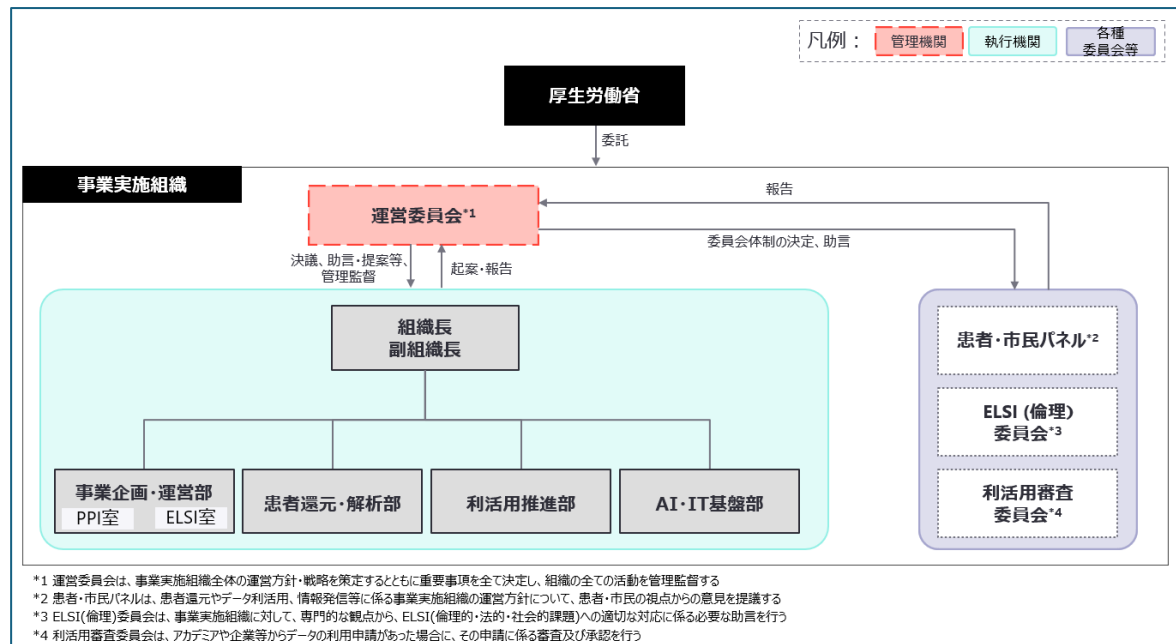 凡例：
管理機関
執行機関
各種
委員会等
厚生労働省
委託
事業実施組織
運営委員会*1
報告
委員会体制の決定、助言
決議、助言・提案等、
管理監督
起案・報告
組織長
副組織長
事業企画・運営部
PPI室 ELSI室
患者還元・解析部
利活用推進部
AI・IT基盤部
患者・市民パネル*2
ELSI (倫理)
委員会*3
利活用審査
委員会*4
*1 運営委員会は、事業実施組織全体の運営方針・戦略を策定するとともに重要事項を全て決定し、組織の全ての活動を管理監督する
*2 患者・市民パネルは、患者還元やデータ利活用、情報発信等に係る事業実施組織の運営方針について、患者・市民の視点からの意見を提議する
*3 ELSI(倫理)委員会は、事業実施組織に対して、専門的な観点から、ELSI(倫理的・法的・社会的課題)への適切な対応に係る必要な助言を行う
*4 利活用審査委員会は、アカデミアや企業等からデータの利用申請があった場合に、その申請に係る審査及び承認を行う